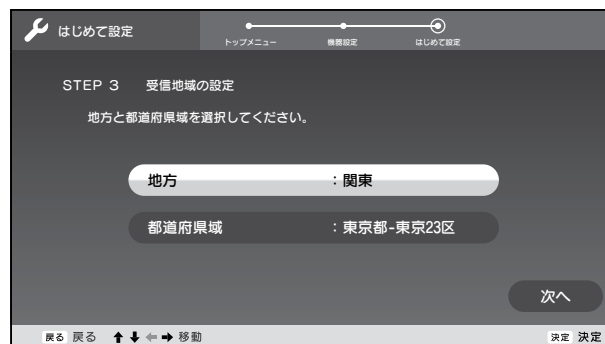 はじめて設定
トップメニュー 機器設定 はじめて設定
STEP 3 受信地域の設定
地方と都道府県域を選択してください。
地方 :関東
都道府県域 :東京都-東京23区
次へ
戻る 戻る ↑↓←→ 移動 決定 決定